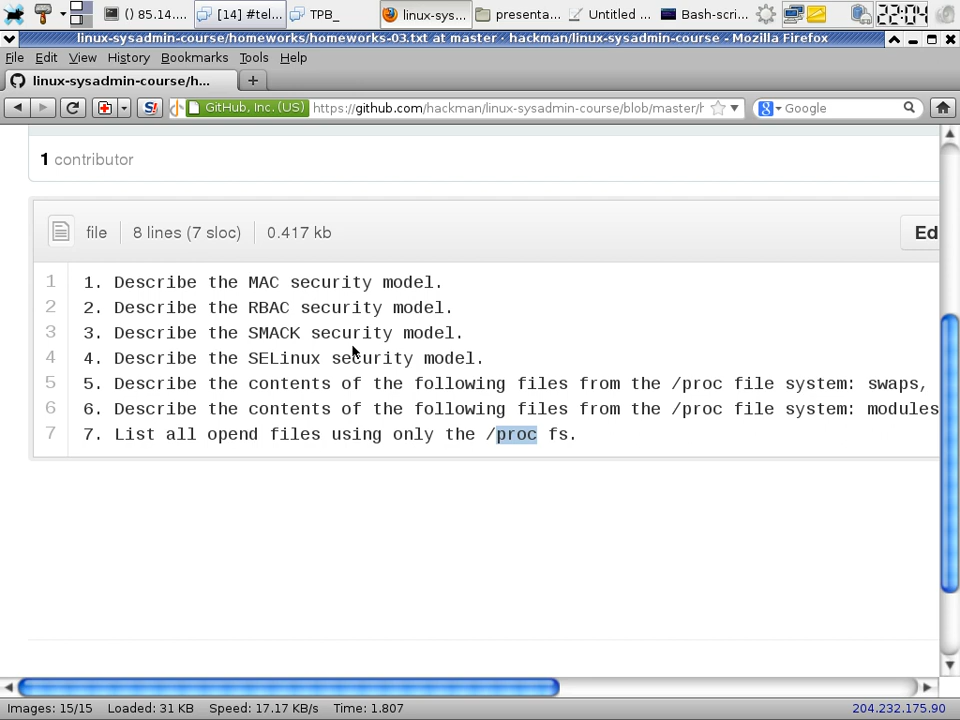 () 85.14....
[14] #tel...
TPB_
linux-sys...
presenta...
Untitled ...
Bash-scri...
22:04
linux-sysadmin-course/homeworks/homeworks-03.txt at master · hackman/linux-sysadmin-course - Mozilla Firefox
File Edit View History Bookmarks Tools Help
linux-sysadmin-course/h...
GitHub, Inc. (US)
https://github.com/hackman/linux-sysadmin-course/blob/master/h
Google
1 contributor
file 8 lines (7 sloc) 0.417 kb
Ed
1 1. Describe the MAC security model.
2 2. Describe the RBAC security model.
3 3. Describe the SMACK security model.
4 4. Describe the SELinux security model.
5 5. Describe the contents of the following files from the /proc file system: swaps,
6 6. Describe the contents of the following files from the /proc file system: modules
7 7. List all opend files using only the /proc fs.
Images: 15/15 Loaded: 31 KB Speed: 17.17 KB/s Time: 1.807
204.232.175.90